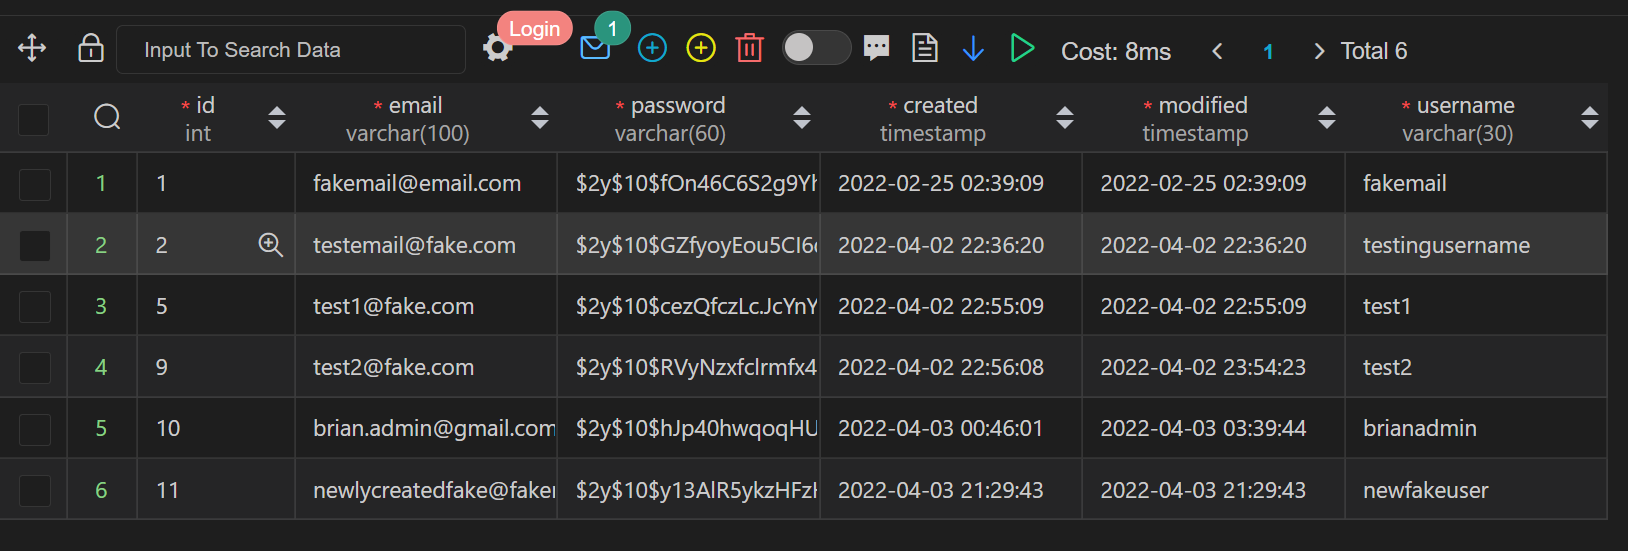 Input To Search Data Login 1 Cost: 8ms 1 Total 6
* id * email * password * created * modified * username
int varchar(100) varchar(60) timestamp timestamp varchar(30)
1 1 fakemail@email.com $2y$10$fOn46C6S2g9Yh 2022-02-25 02:39:09 2022-02-25 02:39:09 fakemail
2 2 testemail@fake.com $2y$10$GZfyoyEou5CI6 2022-04-02 22:36:20 2022-04-02 22:36:20 testingusername
3 5 test1@fake.com $2y$10$cezQfczLc.JcYnY 2022-04-02 22:55:09 2022-04-02 22:55:09 test1
4 9 test2@fake.com $2y$10$RVyNzxfclrmfx4 2022-04-02 22:56:08 2022-04-02 23:54:23 test2
5 10 brian.admin@gmail.com $2y$10$hJp40hwqoqHU 2022-04-03 00:46:01 2022-04-03 03:39:44 brianadmin
6 11 newlycreatedfake@faker $2y$10$y13AlR5ykzHFzH 2022-04-03 21:29:43 2022-04-03 21:29:43 newfakeuser